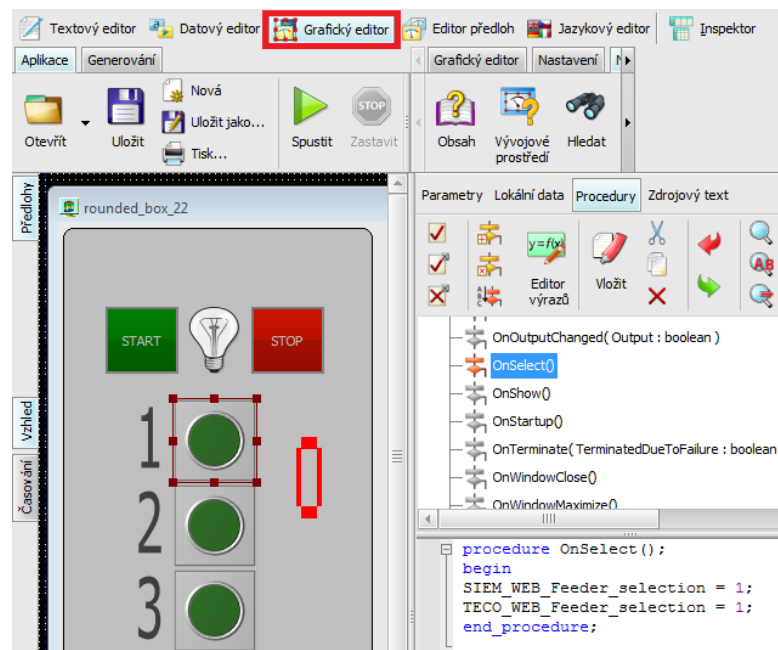 Textový editor Datový editor Grafický editor Editor předloh Jazykový editor Inspektor
Aplikace Generování Grafický editor Nastavení
Otevřít Uložit Nová Uložit jako... Tisk... Spustit STOP Zastavit
Obsah Vývojové prostředí Hledat
Předlohy
Vzhled
Časování
rounded_box_22
START STOP
1
2
3
0
Parametry Lokální data Procedury Zdrojový text
y=f(x)
Editor výrazů Vložit
AB
OnOutputChanged( Output : boolean )
OnSelect()
OnShow()
OnStartup()
OnTerminate( TerminatedDueToFailure : boolean
OnWindowClose()
OnWindowMaximize()
procedure OnSelect();
begin
SIEM_WEB_Feeder_selection = 1;
TECO_WEB_Feeder_selection = 1;
end_procedure;